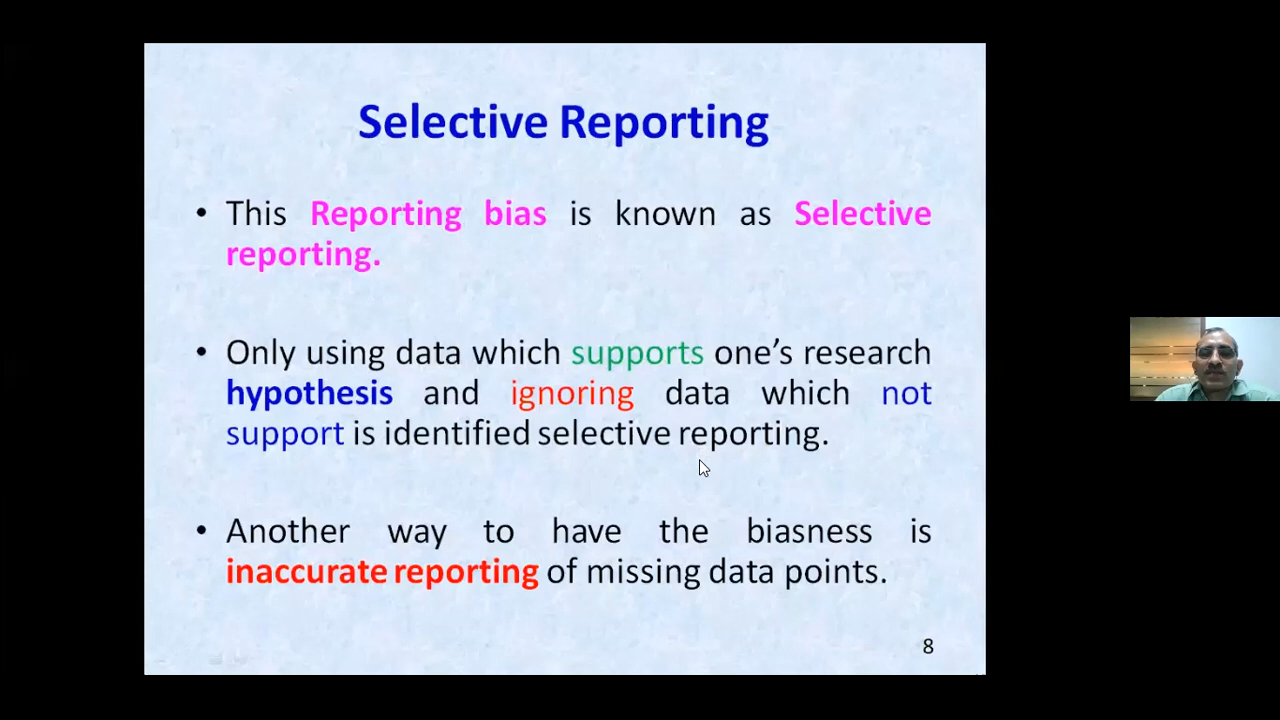 Selective Reporting
• This Reporting bias is known as Selective
reporting.
• Only using data which supports one's research
hypothesis and ignoring data which not
support is identified selective reporting.
• Another way to have the biasness is
inaccurate reporting of missing data points.
8